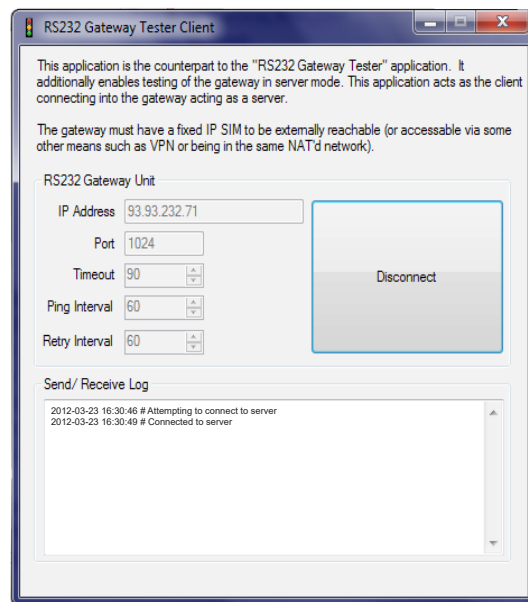 RS232 Gateway Tester Client
This application is the counterpart to the "RS232 Gateway Tester" application. It
additionally enables testing of the gateway in server mode. This application acts as the client
connecting into the gateway acting as a server.
The gateway must have a fixed IP SIM to be externally reachable (or accessable via some
other means such as VPN or being in the same NAT'd network).
RS232 Gateway Unit
IP Address 93.93.232.71
Port 1024
Timeout 90
Ping Interval 60
Retry Interval 60
Disconnect
Send/ Receive Log
2012-03-23 16:30:46 # Attempting to connect to server
2012-03-23 16:30:49 # Connected to server